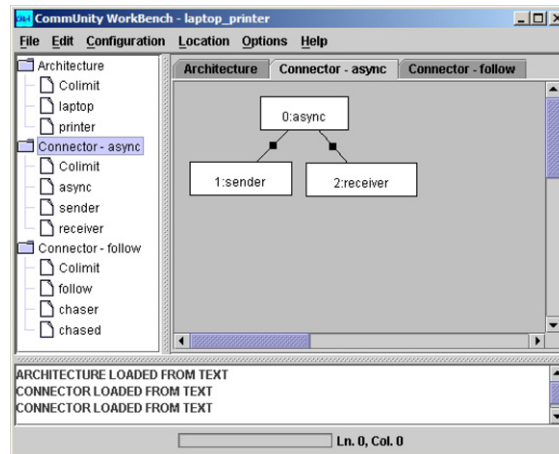 CommUnity WorkBench - laptop_printer
File Edit Configuration Location Options Help
Architecture
Colimit
laptop
printer
Connector - async
Colimit
async
sender
receiver
Connector - follow
Colimit
follow
chaser
chased
Architecture Connector - async Connector - follow
0:async
1:sender 2:receiver
ARCHITECTURE LOADED FROM TEXT
CONNECTOR LOADED FROM TEXT
CONNECTOR LOADED FROM TEXT
Ln. 0, Col. 0